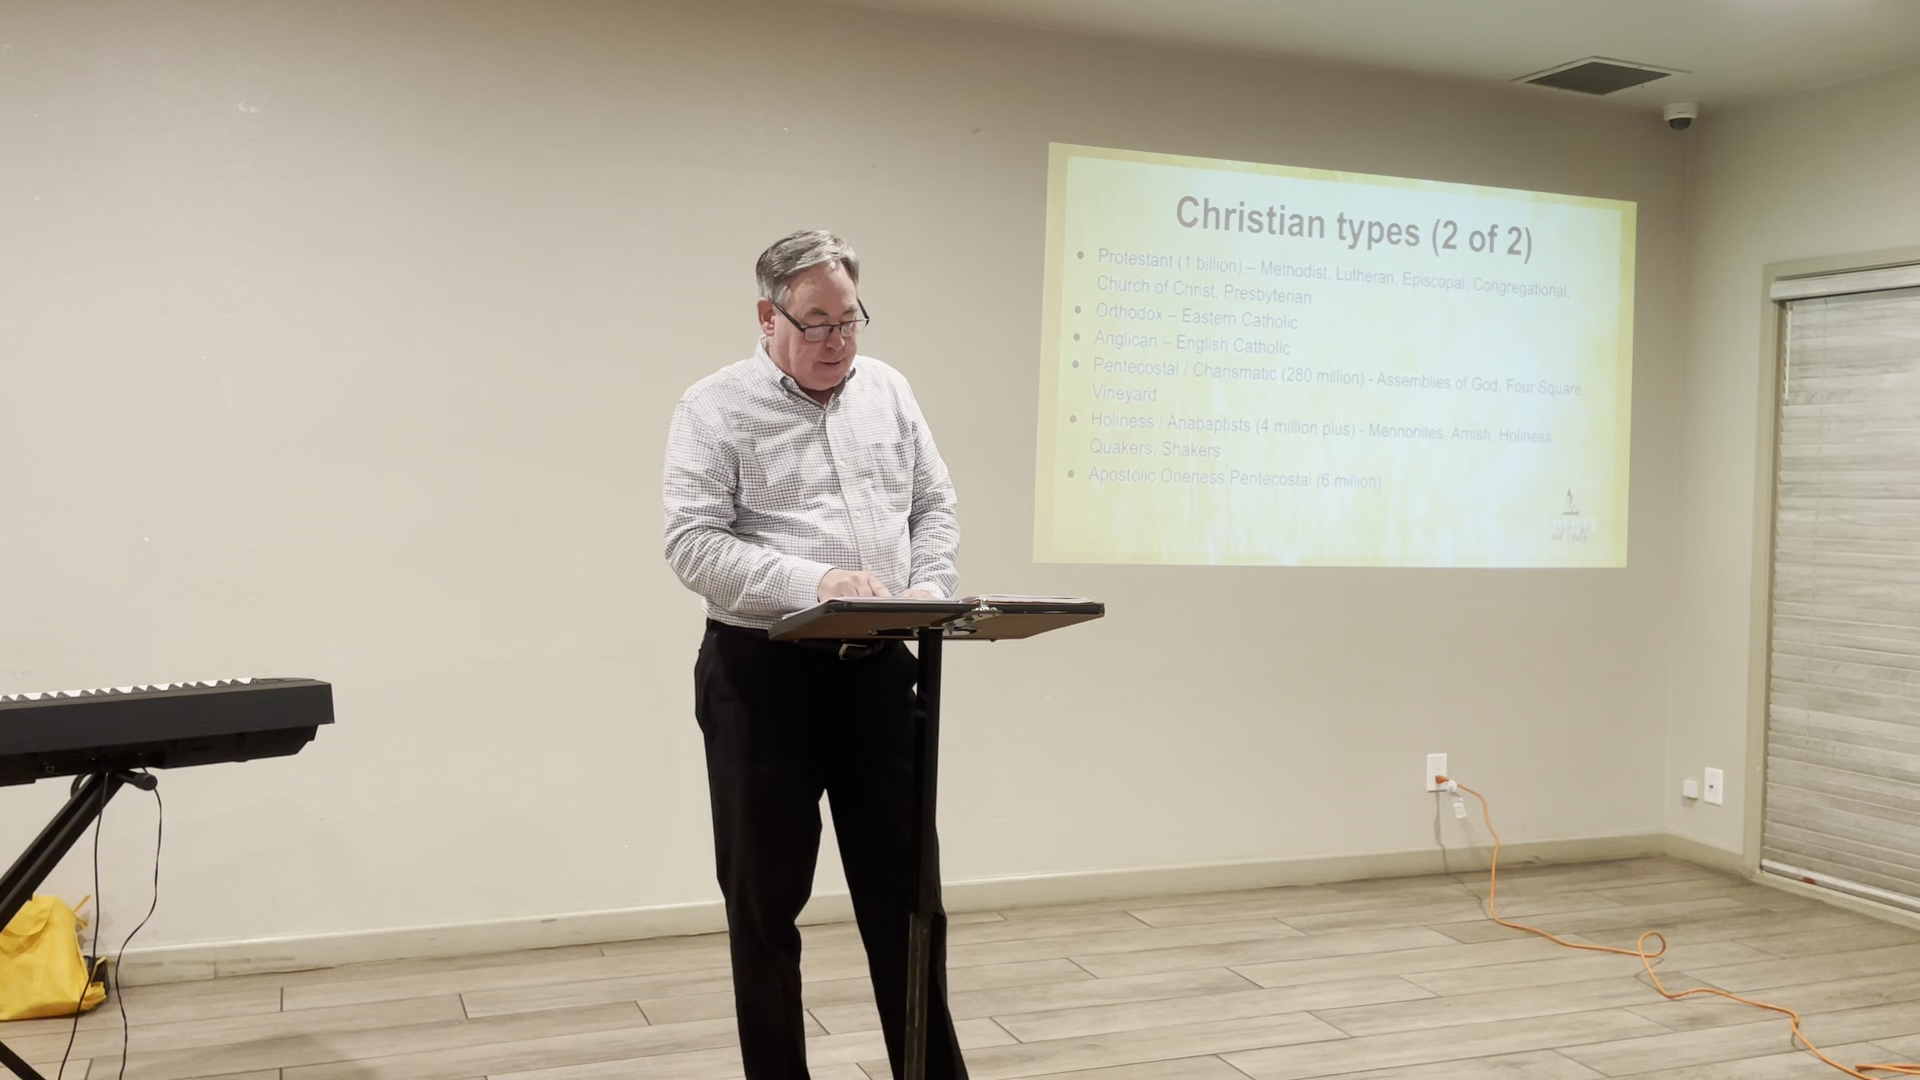 Christian types (2 of 2)
• Protestant (1 billion) – Methodist, Lutheran, Episcopal, Congregational,
Church of Christ, Presbyterian
• Orthodox – Eastern Catholic
• Anglican – English Catholic
• Pentecostal / Charismatic (280 million) - Assemblies of God, Four Square,
Vineyard
• Holiness / Anabaptists (4 million plus) - Mennonites, Amish, Holiness,
Quakers, Shakers
• Apostolic Oneness Pentecostal (6 million)